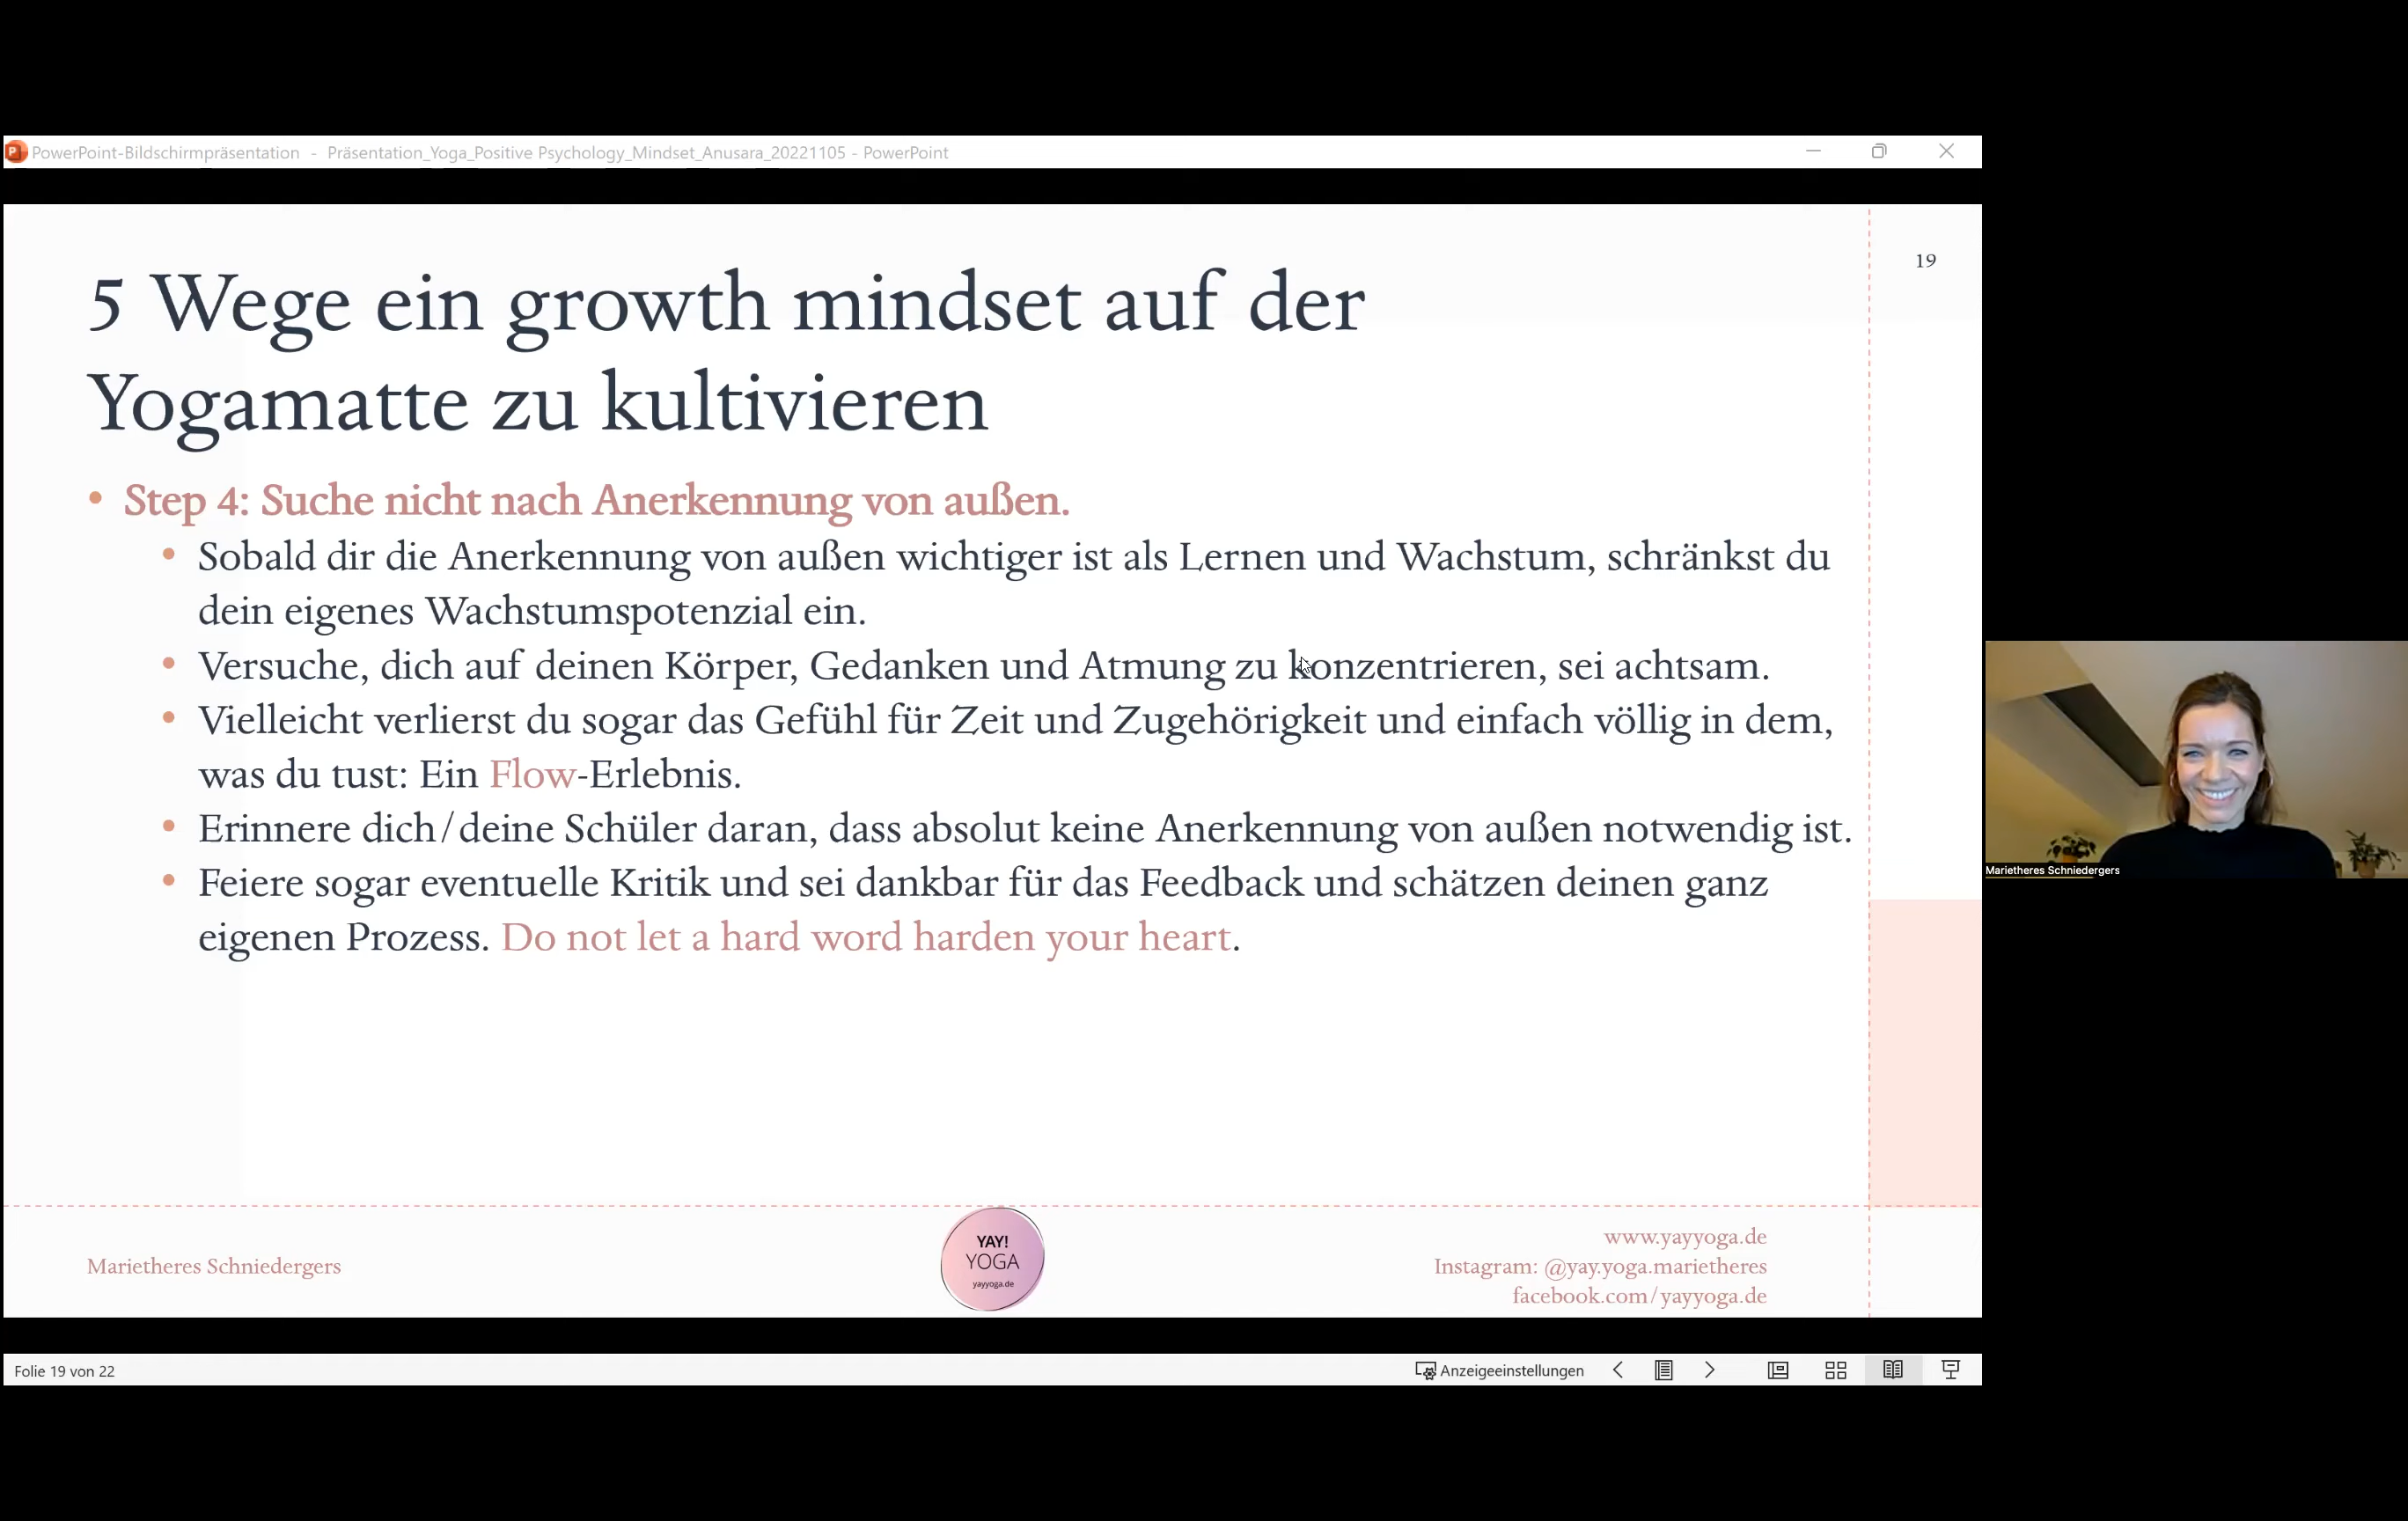 PowerPoint-Bildschirmpräsentation - Präsentation_Yoga_Positive Psychology_Mindset_Anusara_20221105 - PowerPoint
19
5 Wege ein growth mindset auf der
Yogamatte zu kultivieren
• Step 4: Suche nicht nach Anerkennung von außen.
• Sobald dir die Anerkennung von außen wichtiger ist als Lernen und Wachstum, schränkst du
dein eigenes Wachstumspotenzial ein.
• Versuche, dich auf deinen Körper, Gedanken und Atmung zu konzentrieren, sei achtsam.
• Vielleicht verlierst du sogar das Gefühl für Zeit und Zugehörigkeit und einfach völlig in dem,
was du tust: Ein Flow-Erlebnis.
• Erinnere dich/deine Schüler daran, dass absolut keine Anerkennung von außen notwendig ist.
• Feiere sogar eventuelle Kritik und sei dankbar für das Feedback und schätzen deinen ganz
eigenen Prozess. Do not let a hard word harden your heart.
Marietheres Schniedergers
Marietheres Schniedergers
YAY!
YOGA
yayyoga.de
www.yayyoga.de
Instagram: @yay.yoga.marietheres
facebook.com/yayyoga.de
Folie 19 von 22
Anzeigeeinstellungen